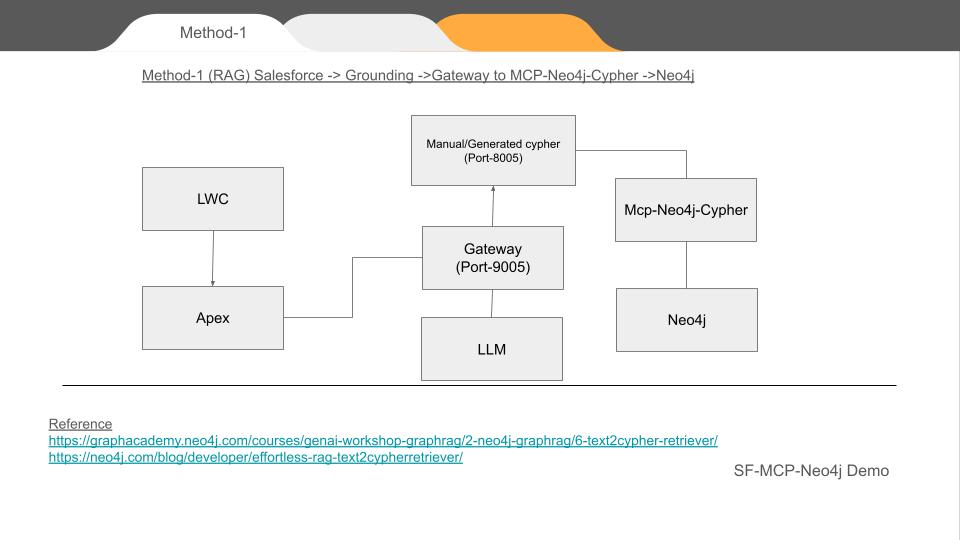 Method-1
Method-1 (RAG) Salesforce -> Grounding ->Gateway to MCP-Neo4j-Cypher ->Neo4j
Manual/Generated cypher
(Port-8005)
LWC
Mcp-Neo4j-Cypher
Gateway
(Port-9005)
Apex
Neo4j
LLM
Reference
https://graphacademy.neo4j.com/courses/genai-workshop-graphrag/2-neo4j-graphrag/6-text2cypher-retriever/
https://neo4j.com/blog/developer/effortless-rag-text2cypherretriever/
SF-MCP-Neo4j Demo